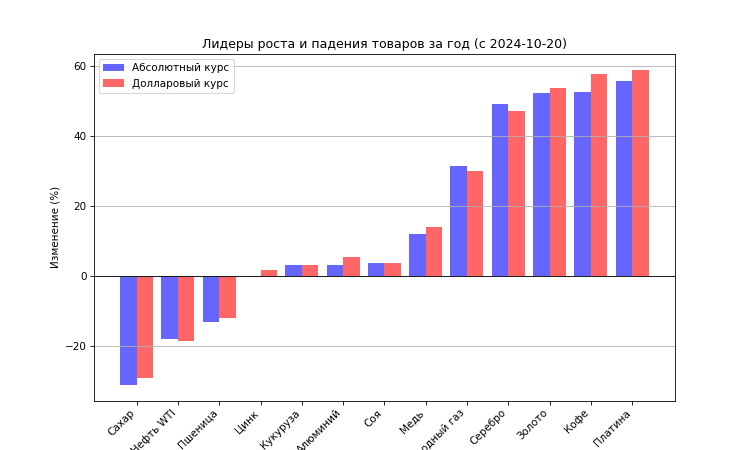 Лидеры роста и падения товаров за год (с 2024-10-20)
Абсолютный курс
Долларовый курс
Изменение (%)
60
40
20
0
−20
Сахар
Нефть WTI
Пшеница
Цинк
Кукуруза
Алюминий
Соя
Медь
газ
Серебро
Золото
Кофе
Платина